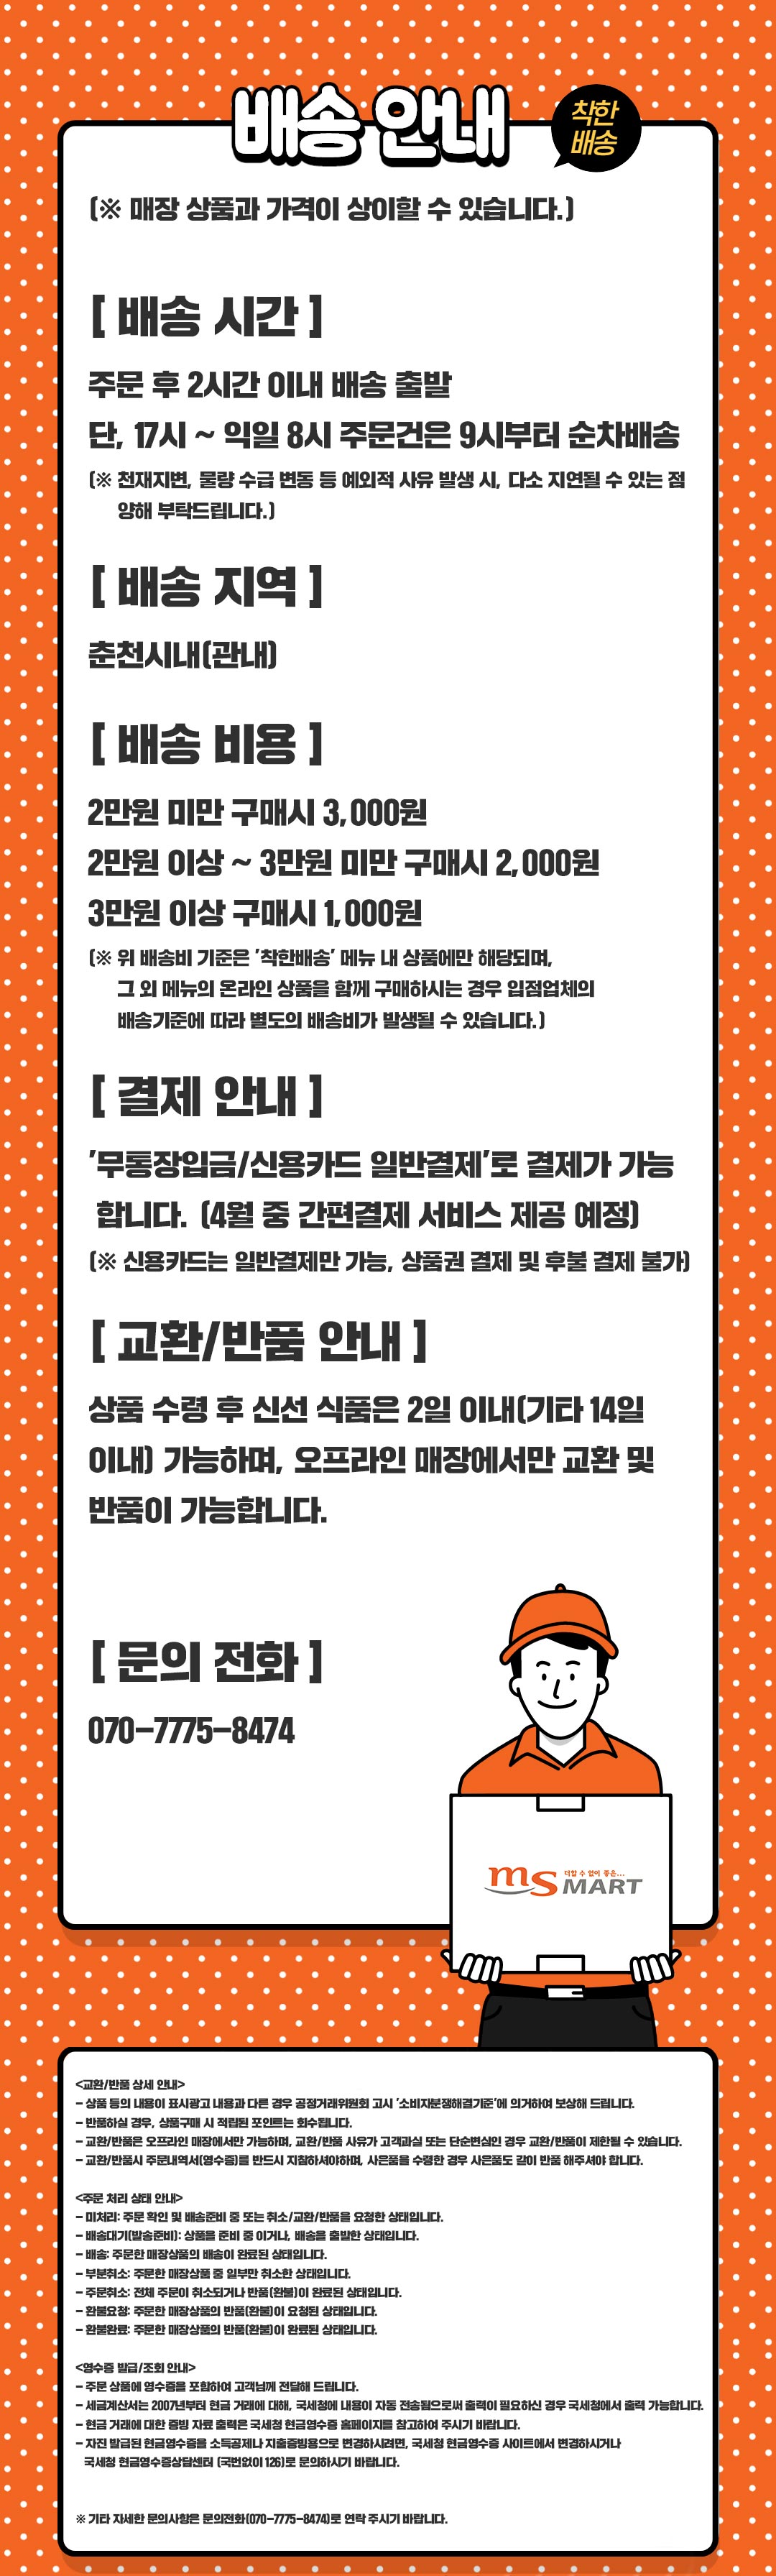 배송 안내
착한
배송
(※ 매장 상품과 가격이 상이할 수 있습니다.)
[ 배송 시간 ]
주문 후 2시간 이내 배송 출발
단, 17시 ~ 익일 8시 주문건은 9시부터 순차배송
(※ 천재지변, 물량 수급 변동 등 예외적 사유 발생 시, 다소 지연될 수 있는 점
양해 부탁드립니다.)
[ 배송 지역 ]
춘천시내(관내)
[ 배송 비용 ]
2만원 미만 구매시 3,000원
2만원 이상 ~ 3만원 미만 구매시 2,000원
3만원 이상 구매시 1,000원
(※ 위 배송비 기준은 '착한배송' 메뉴 내 상품에만 해당되며,
그 외 메뉴의 온라인 상품을 함께 구매하시는 경우 입점업체의
배송기준에 따라 별도의 배송비가 발생될 수 있습니다.)
[ 결제 안내 ]
'무통장입금/신용카드 일반결제'로 결제가 가능
합니다. (4월 중 간편결제 서비스 제공 예정)
(※ 신용카드는 일반결제만 가능, 상품권 결제 및 후불 결제 불가)
[ 교환/반품 안내 ]
상품 수령 후 신선 식품은 2일 이내(기타 14일
이내) 가능하며, 오프라인 매장에서만 교환 및
반품이 가능합니다.
[ 문의 전화 ]
070-7775-8474
더할 수 없이 좋은...
ms MART
<교환/반품 상세 안내>
- 상품 등의 내용이 표시광고 내용과 다른 경우 공정거래위원회 고시 '소비자분쟁해결기준'에 의거하여 보상해 드립니다.
- 반품하실 경우, 상품구매 시 적립된 포인트는 회수됩니다.
- 교환/반품은 오프라인 매장에서만 가능하며, 교환/반품 사유가 고객과실 또는 단순변심인 경우 교환/반품이 제한될 수 있습니다.
- 교환/반품시 주문내역서(영수증)를 반드시 지참하셔야하며, 사은품을 수령한 경우 사은품도 같이 반품 해주셔야 합니다.
<주문 처리 상태 안내>
- 미처리: 주문 확인 및 배송준비 중 또는 취소/교환/반품을 요청한 상태입니다.
- 배송대기(발송준비): 상품을 준비 중 이거나, 배송을 출발한 상태입니다.
- 배송: 주문한 매장상품의 배송이 완료된 상태입니다.
- 부분취소: 주문한 매장상품 중 일부만 취소한 상태입니다.
- 주문취소: 전체 주문이 취소되거나 반품(환불)이 완료된 상태입니다.
- 환불요청: 주문한 매장상품의 반품(환불)이 요청된 상태입니다.
- 환불완료: 주문한 매장상품의 반품(환불)이 완료된 상태입니다.
<영수증 발급/조회 안내>
- 주문 상품에 영수증을 포함하여 고객님께 전달해 드립니다.
- 세금계산서는 2007년부터 현금 거래에 대해, 국세청에 내용이 자동 전송됨으로써 출력이 필요하신 경우 국세청에서 출력 가능합니다.
- 현금 거래에 대한 증빙 자료 출력은 국세청 현금영수증 홈페이지를 참고하여 주시기 바랍니다.
- 자진 발급된 현금영수증을 소득공제나 지출증빙용으로 변경하시려면, 국세청 현금영수증 사이트에서 변경하시거나
국세청 현금영수증상담센터 (국번없이 126)로 문의하시기 바랍니다.
※ 기타 자세한 문의사항은 문의전화(070-7775-8474)로 연락 주시기 바랍니다.